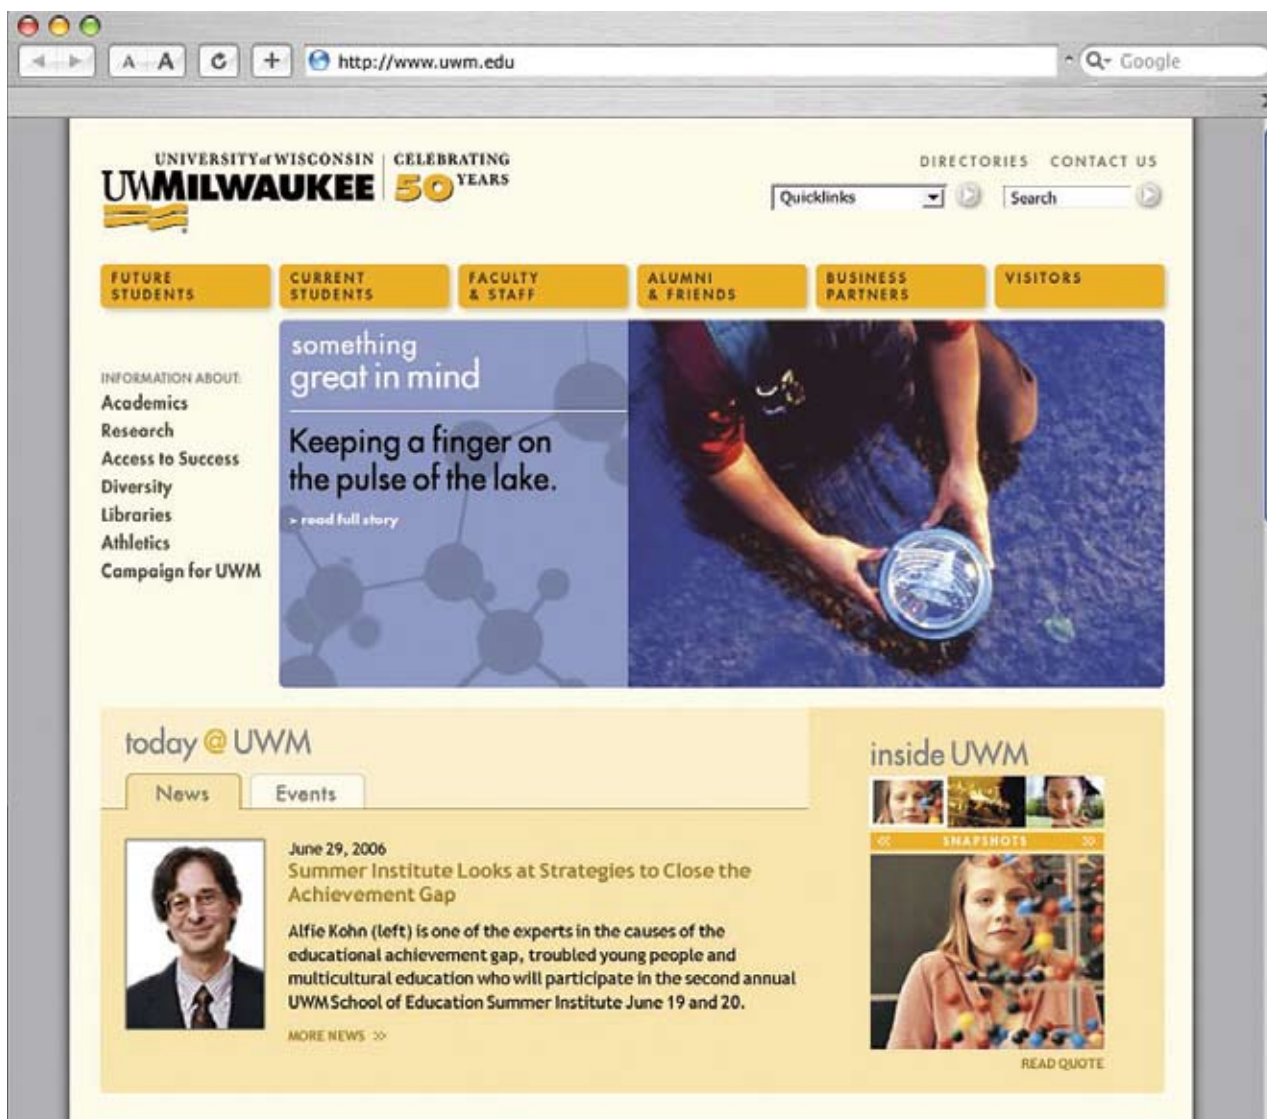 A A
http://www.uwm.edu
Google
UNIVERSITY of WISCONSIN
UWMILWAUKEE
CELEBRATING
50 YEARS
DIRECTORIES CONTACT US
Quicklinks
Search
FUTURE
STUDENTS
CURRENT
STUDENTS
FACULTY
& STAFF
ALUMNI
& FRIENDS
BUSINESS
PARTNERS
VISITORS
INFORMATION ABOUT:
Academics
Research
Access to Success
Diversity
Libraries
Athletics
Campaign for UWM
something
great in mind
Keeping a finger on
the pulse of the lake.
> read full story
today @ UWM
News
Events
June 29, 2006
Summer Institute Looks at Strategies to Close the
Achievement Gap
Alfie Kohn (left) is one of the experts in the causes of the
educational achievement gap, troubled young people and
multicultural education who will participate in the second annual
UWM School of Education Summer Institute June 19 and 20.
MORE NEWS >>
inside UWM
<< SNAPSHOTS >>
READ QUOTE